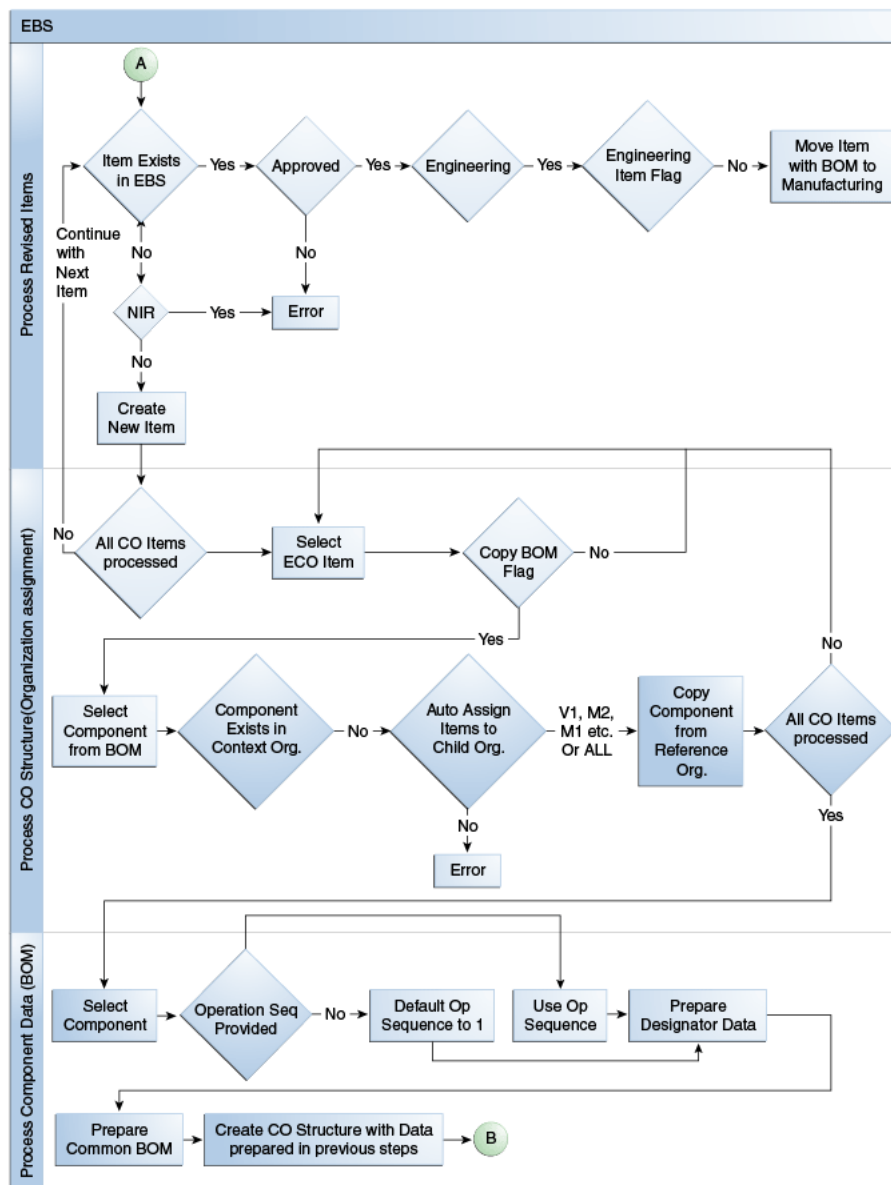 EBS
Process Revised Items
A
Item Exists
in EBS
Yes
Approved
Yes
Engineering
Yes
Engineering
Item Flag
No
Move Item
with BOM to
Manufacturing
Continue
with
Next
Item
No
No
NIR
Yes
Error
No
Create
New Item
Process CO Structure(Organization assignment)
No
All CO Items
processed
Select
ECO Item
Copy BOM
Flag
No
Yes
No
Select
Component
from BOM
Component
Exists in
Context Org.
No
Auto Assign
Items to
Child Org.
V1, M2,
M1 etc.
Or ALL
Copy
Component
from
Reference
Org.
All CO Items
processed
No
Yes
Error
Process Component Data (BOM)
Select
Component
Operation Seq
Provided
No
Default Op
Sequence to 1
Use Op
Sequence
Prepare
Designator Data
Prepare
Common BOM
Create CO Structure with Data
prepared in previous steps
B